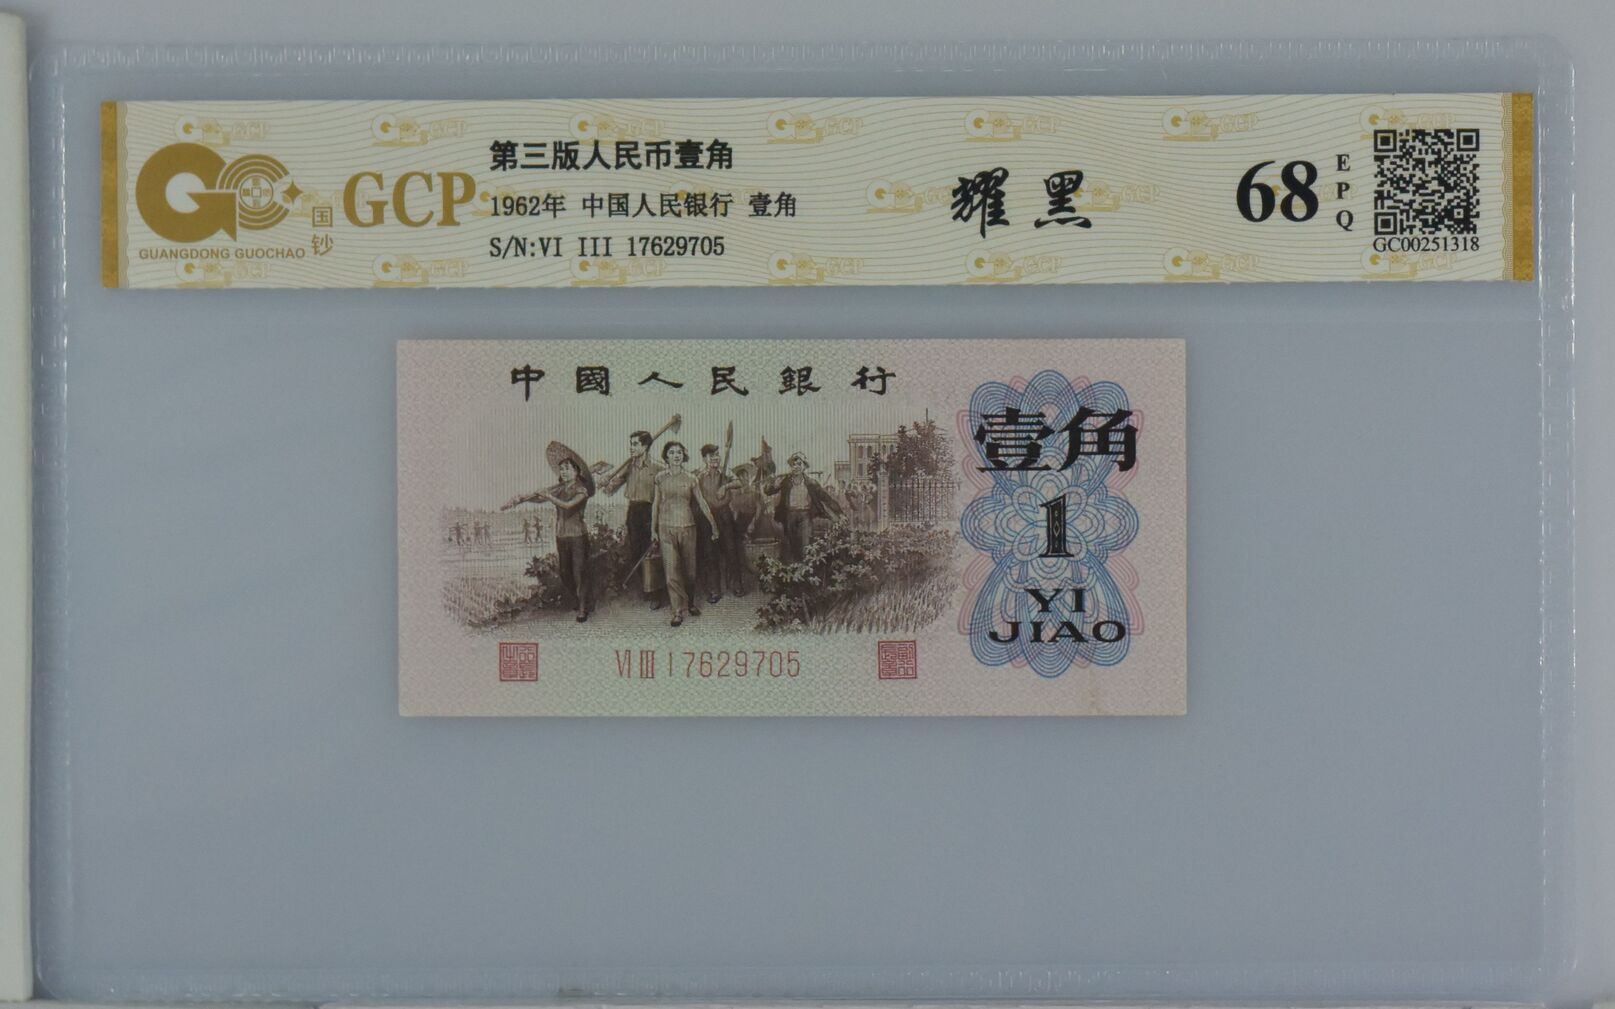 GCP
国钞
GUANGDONG GUOCHAO
第三版人民币壹角
1962年 中国人民银行 壹角
S/N:VI III 17629705
耀黑
68
EPQ
GC00251318
中國人民銀行
壹角
1
YI
JIAO
VI III 17629705